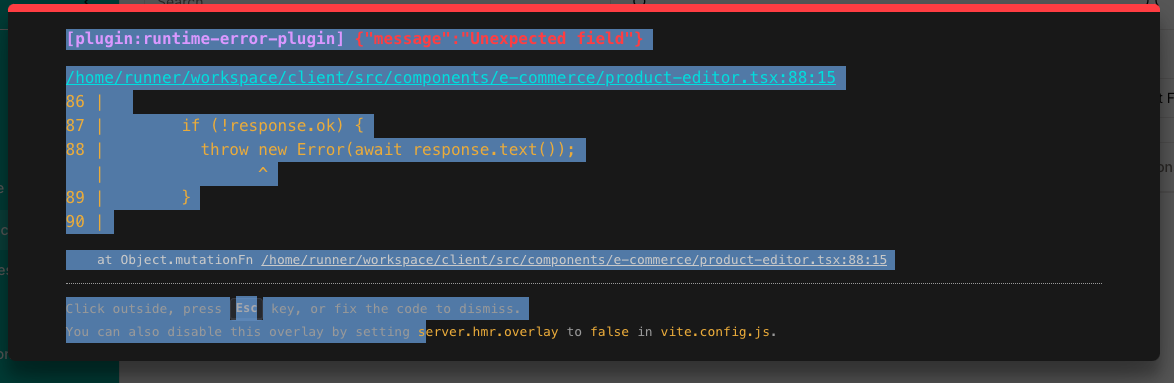 Search
[plugin:runtime-error-plugin] {"message":"Unexpected field"}
/home/runner/workspace/client/src/components/e-commerce/product-editor.tsx:88:15
86 |
87 |        if (!response.ok) {
88 |          throw new Error(await response.text());
   |                ^
89 |        }
90 |
at Object.mutationFn /home/runner/workspace/client/src/components/e-commerce/product-editor.tsx:88:15
Click outside, press Esc key, or fix the code to dismiss.
You can also disable this overlay by setting server.hmr.overlay to false in vite.config.js.